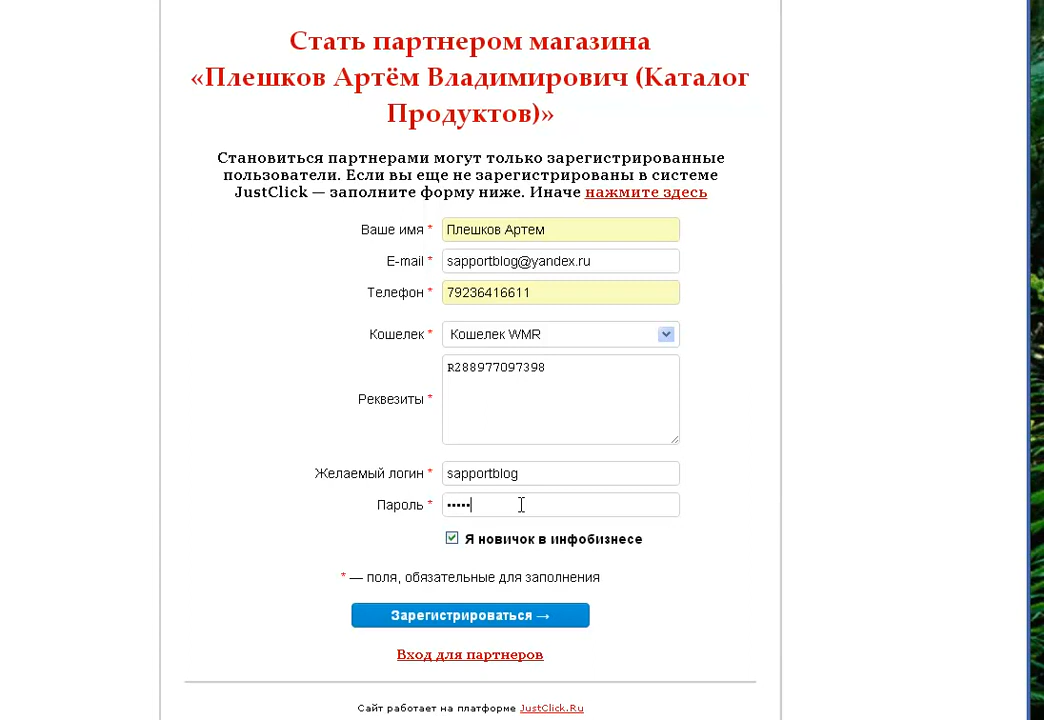 Стать партнером магазина
«Плешков Артём Владимирович (Каталог
Продуктов)»
Становиться партнерами могут только зарегистрированные
пользователи. Если вы еще не зарегистрированы в системе
JustClick — заполните форму ниже. Иначе нажмите здесь
Ваше имя * Плешков Артем
E-mail * sapportblog@yandex.ru
Телефон * 79236416611
Кошелек * Кошелек WMR
R288977097398
Реквезиты *
Желаемый логин * sapportblog
Пароль * •••••
Я новичок в инфобизнесе
* — поля, обязательные для заполнения
Зарегистрироваться →
Вход для партнеров
Сайт работает на платформе JustClick.Ru